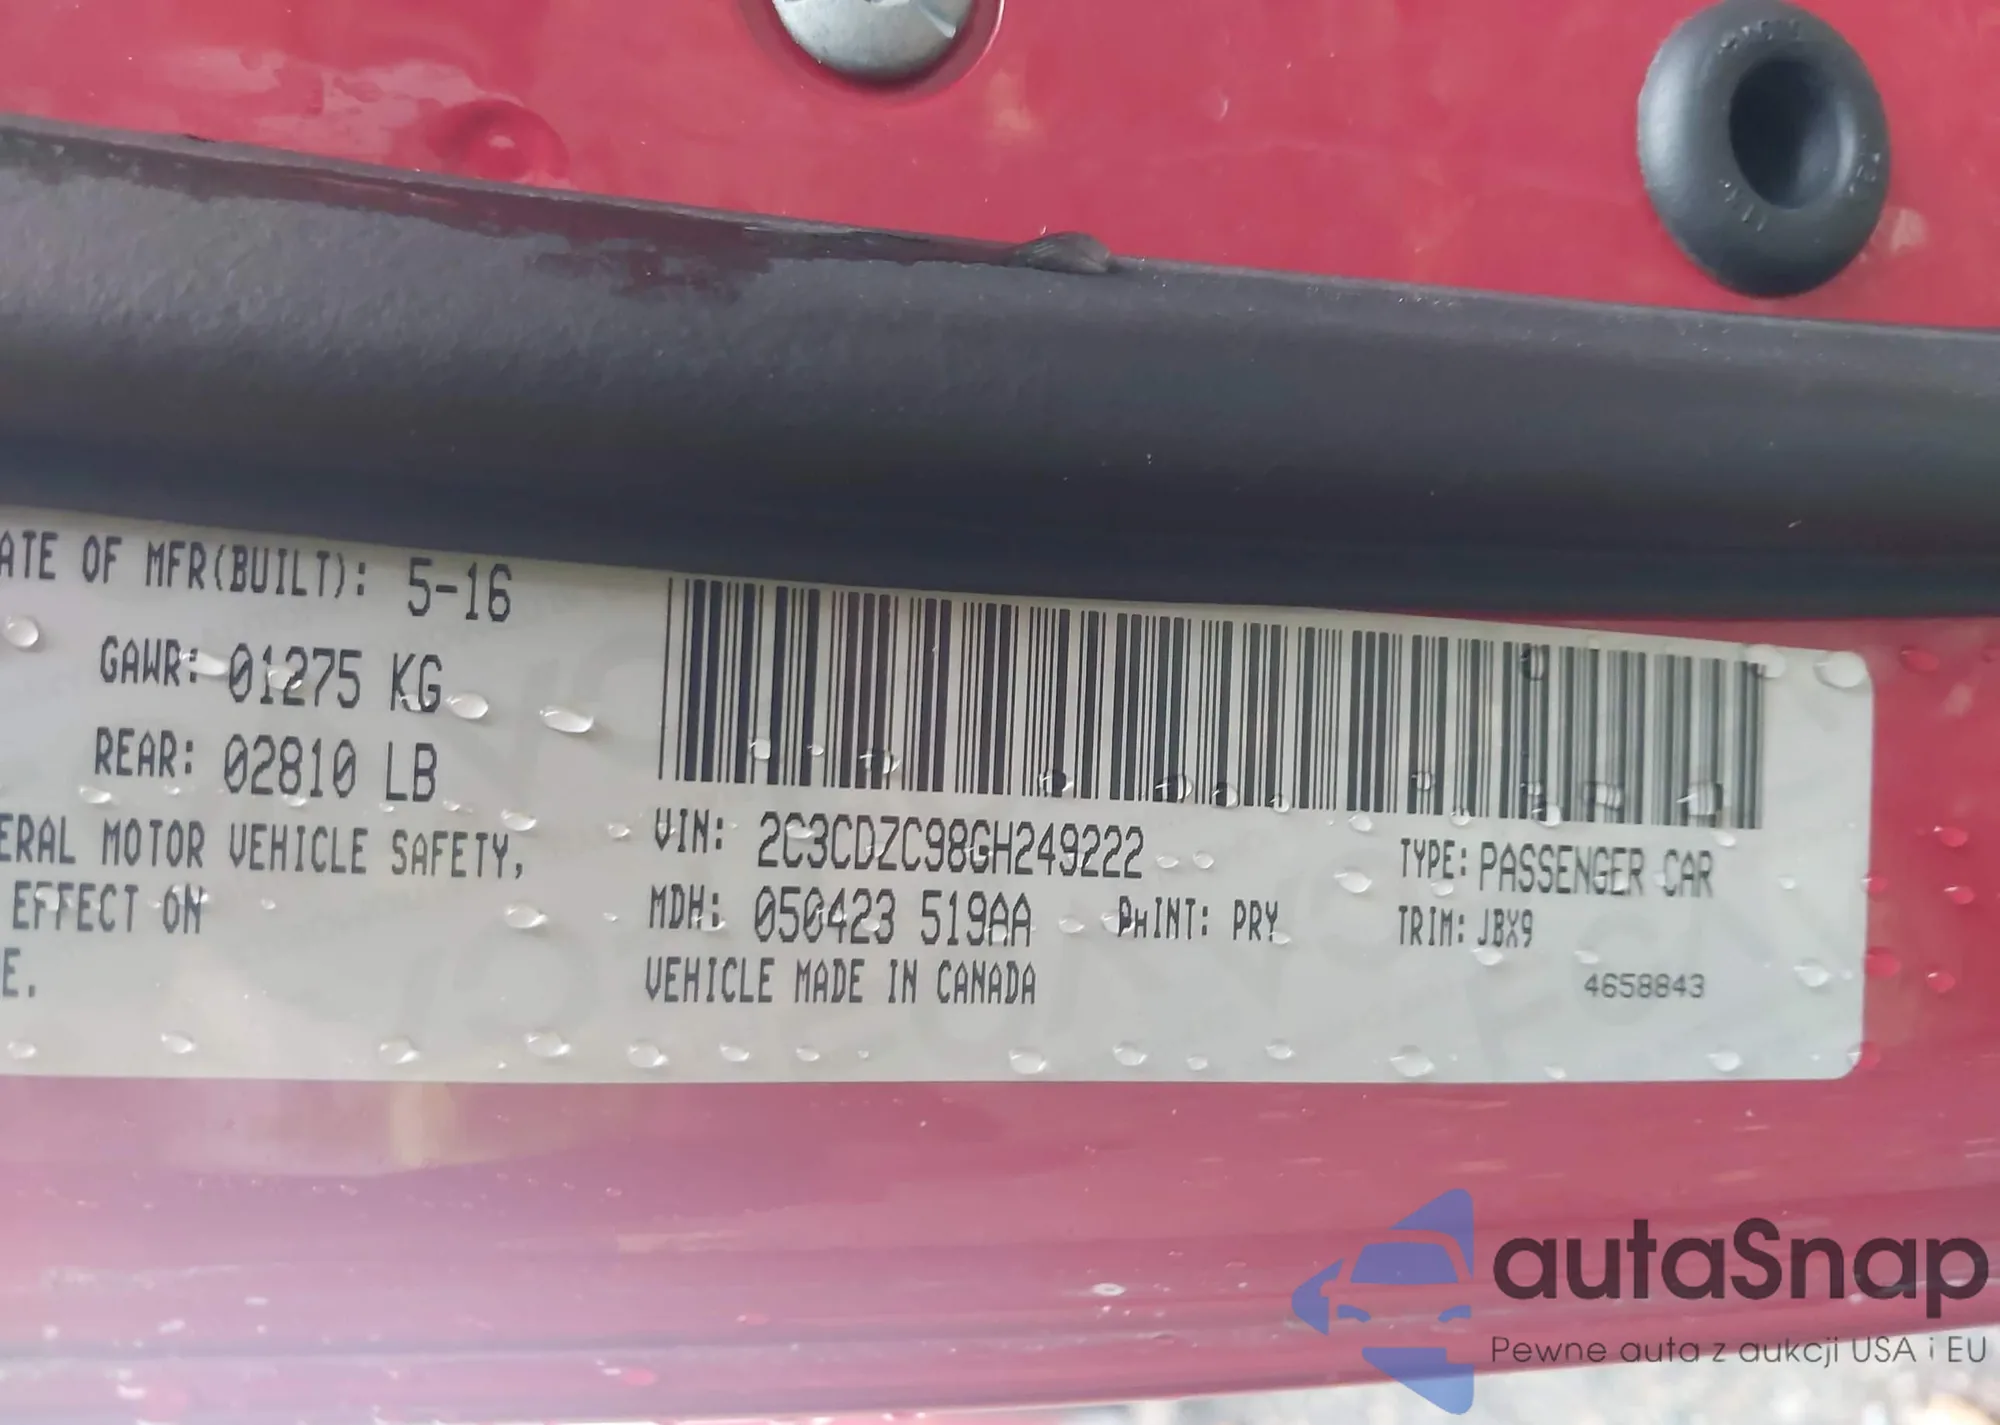 ATE OF MFR(BUILT): 5-16
GAWR: 01275 KG
REAR: 02810 LB
ERAL MOTOR VEHICLE SAFETY,
EFFECT ON
E.
VIN: 2C3CDZC98GH249222
TYPE: PASSENGER CAR
MDH: 050423 519AA
PAINT: PRY
TRIM: JBX9
VEHICLE MADE IN CANADA
4658843
autaSnap
Pewne auta z aukcji USA i EU